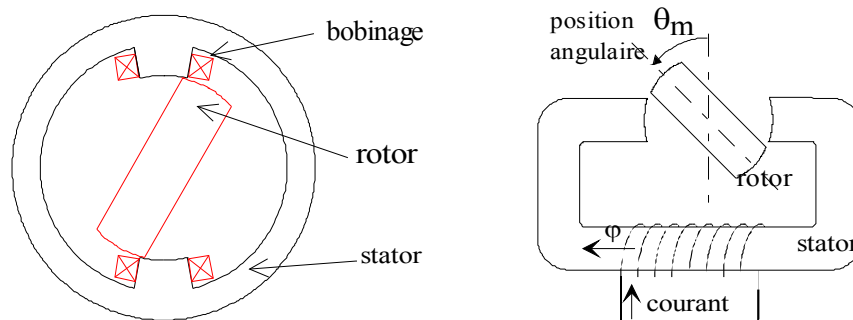 bobinage
rotor
stator
position
angulaire
θm
rotor
φ
stator
courant